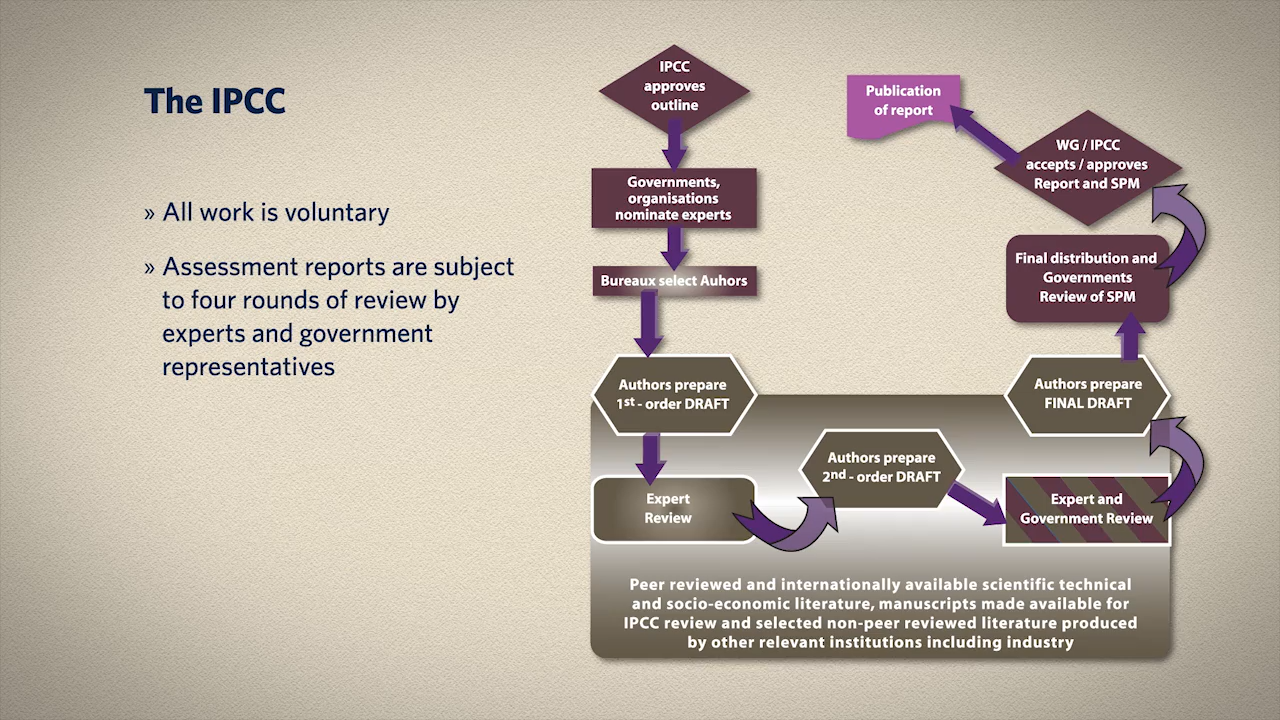 The IPCC
» All work is voluntary
» Assessment reports are subject
to four rounds of review by
experts and government
representatives
IPCC
approves
outline
Governments,
organisations
nominate experts
Bureaux select Auhors
Authors prepare
1st - order DRAFT
Expert
Review
Authors prepare
2nd - order DRAFT
Expert and
Government Review
Authors prepare
FINAL DRAFT
Final distribution and
Governments
Review of SPM
WG / IPCC
accepts / approves
Report and SPM
Publication
of report
Peer reviewed and internationally available scientific technical
and socio-economic literature, manuscripts made available for
IPCC review and selected non-peer reviewed literature produced
by other relevant institutions including industry